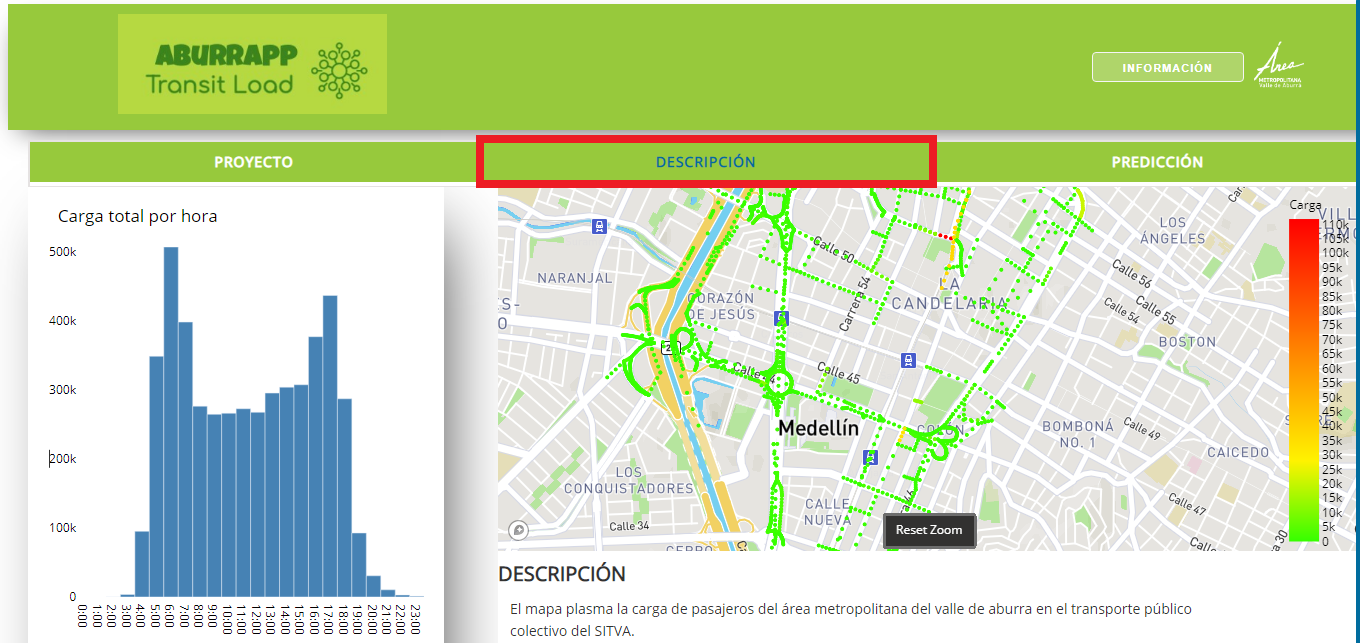 ABURRAPP
Transit Load
INFORMACIÓN
Área
METROPOLITANA
Valle de Aburrá
PROYECTO
DESCRIPCIÓN
PREDICCIÓN
Carga total por hora
500k
400k
300k
200k
100k
0
0:00
1:00
2:00
3:00
4:00
5:00
6:00
7:00
8:00
9:00
10:00
11:00
12:00
13:00
14:00
15:00
16:00
17:00
18:00
19:00
20:00
21:00
22:00
23:00
NARANJAL
CORAZÓN
DE JESÚS
Calle 50
Carrera 54
LA
CANDELARIA
LOS
ÁNGELES
Calle 56
Calle 55
Calle 54
BOSTON
2
Calle 45
Medellín
COLÓN
BOMBONÁ
NO. 1
Calle 49
CAICEDO
LOS
CONQUISTADORES
CALLE
NUEVA
Calle 34
CERRO
Calle 47
Reset Zoom
Carga
110k
105k
100k
95k
90k
85k
80k
75k
70k
65k
60k
55k
50k
45k
40k
35k
30k
25k
20k
15k
10k
5k
0
DESCRIPCIÓN
El mapa plasma la carga de pasajeros del área metropolitana del valle de aburra en el transporte público
colectivo del SITVA.